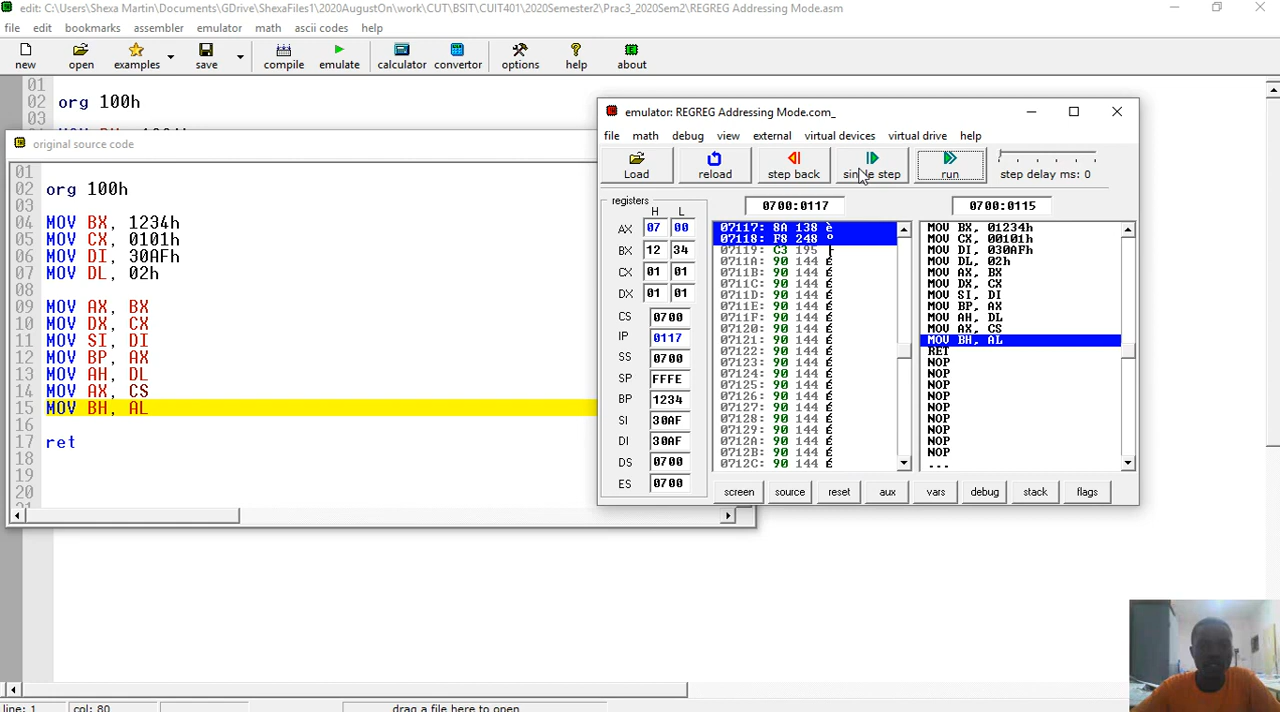 edit: C:\Users\Shexa Martin\Documents\GDrive\ShexaFiles1\2020AugustOn\work\CUT\BSIT\CUIT401\2020Semester2\Prac3_2020Sem2\REGREG Addressing Mode.asm
file edit bookmarks assembler emulator math ascii codes help
new open examples save compile emulate calculator convertor options help about
01
02 org 100h
03
original source code
01
02 org 100h
03
04 MOV BX, 1234h
05 MOV CX, 0101h
06 MOV DI, 30AFh
07 MOV DL, 02h
08
09 MOV AX, BX
10 MOV DX, CX
11 MOV SI, DI
12 MOV BP, AX
13 MOV AH, DL
14 MOV AX, CS
15 MOV BH, AL
16
17 ret
18
19
20
emulator: REGREG Addressing Mode.com_
file math debug view external virtual devices virtual drive help
Load reload step back single step run step delay ms: 0
registers
H L
AX 07 00
BX 12 34
CX 01 01
DX 01 01
CS 0700
IP 0117
SS 0700
SP FFFE
BP 1234
SI 30AF
DI 30AF
DS 0700
ES 0700
0700:0117
07117: 8A 138 è
07118: F8 248 °
07119: C3 195 ├
0711A: 90 144 É
0711B: 90 144 É
0711C: 90 144 É
0711D: 90 144 É
0711E: 90 144 É
0711F: 90 144 É
07120: 90 144 É
07121: 90 144 É
07122: 90 144 É
07123: 90 144 É
07124: 90 144 É
07125: 90 144 É
07126: 90 144 É
07127: 90 144 É
07128: 90 144 É
07129: 90 144 É
0712A: 90 144 É
0712B: 90 144 É
0712C: 90 144 É
0700:0115
MOV BX, 01234h
MOV CX, 00101h
MOV DI, 030AFh
MOV DL, 02h
MOV AX, BX
MOV DX, CX
MOV SI, DI
MOV BP, AX
MOV AH, DL
MOV AX, CS
MOV BH, AL
RET
NOP
NOP
NOP
NOP
NOP
NOP
NOP
NOP
NOP
...
screen source reset aux vars debug stack flags
line: 1 col: 80 drag a file here to open